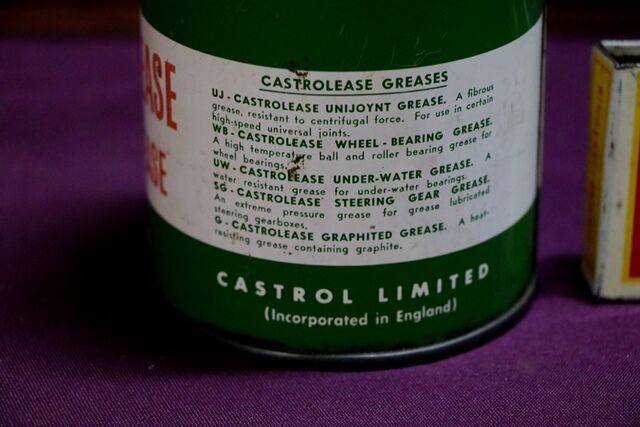 EASE
ASE
CASTROLEASE GREASES
UJ - CASTROLEASE UNIJOYNT GREASE. A fibrous
grease, resistant to centrifugal force. For use in certain
high-speed universal joints.
WB - CASTROLEASE WHEEL - BEARING GREASE.
A high temperature ball and roller bearing grease for
wheel bearings.
UW - CASTROLEASE UNDER-WATER GREASE. A
water resistant grease for under-water bearings.
SG - CASTROLEASE STEERING GEAR GREASE.
An extreme pressure grease for grease lubricated
steering gearboxes.
G - CASTROLEASE GRAPHITED GREASE. A heat-
resisting grease containing graphite.
CASTROL LIMITED
(Incorporated in England)